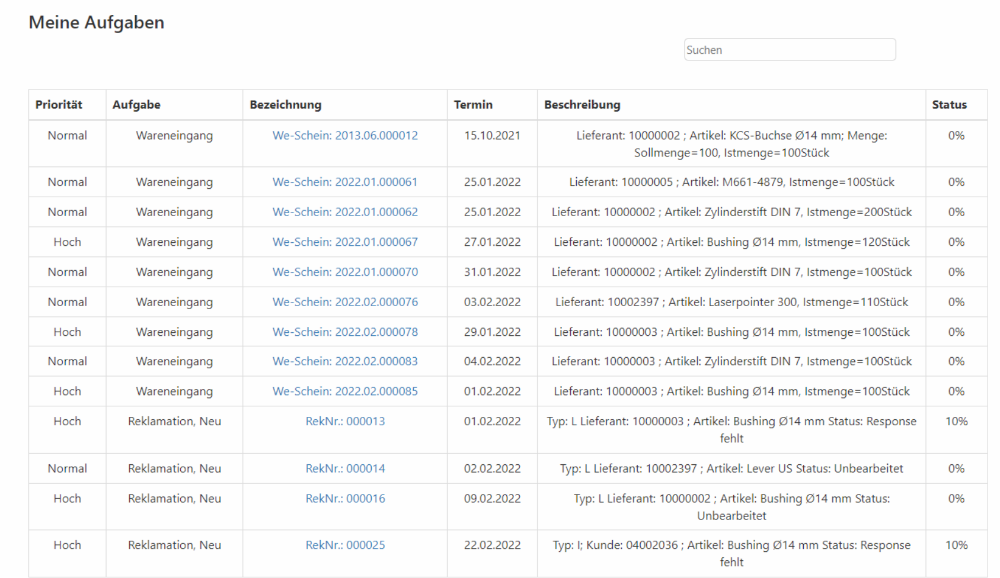 Meine Aufgaben
Suchen
Priorität Aufgabe Bezeichnung Termin Beschreibung Status
Normal Wareneingang We-Schein: 2013.06.000012 15.10.2021 Lieferant: 10000002 ; Artikel: KCS-Buchse Ø14 mm; Menge: 0%
Sollmenge=100, Istmenge=100Stück
Normal Wareneingang We-Schein: 2022.01.000061 25.01.2022 Lieferant: 10000005 ; Artikel: M661-4879, Istmenge=100Stück 0%
Normal Wareneingang We-Schein: 2022.01.000062 25.01.2022 Lieferant: 10000002 ; Artikel: Zylinderstift DIN 7, Istmenge=200Stück 0%
Hoch Wareneingang We-Schein: 2022.01.000067 27.01.2022 Lieferant: 10000002 ; Artikel: Bushing Ø14 mm, Istmenge=120Stück 0%
Normal Wareneingang We-Schein: 2022.01.000070 31.01.2022 Lieferant: 10000002 ; Artikel: Zylinderstift DIN 7, Istmenge=100Stück 0%
Normal Wareneingang We-Schein: 2022.02.000076 03.02.2022 Lieferant: 10002397 ; Artikel: Laserpointer 300, Istmenge=110Stück 0%
Hoch Wareneingang We-Schein: 2022.02.000078 29.01.2022 Lieferant: 10000003 ; Artikel: Bushing Ø14 mm, Istmenge=100Stück 0%
Normal Wareneingang We-Schein: 2022.02.000083 04.02.2022 Lieferant: 10000003 ; Artikel: Zylinderstift DIN 7, Istmenge=100Stück 0%
Hoch Wareneingang We-Schein: 2022.02.000085 01.02.2022 Lieferant: 10000003 ; Artikel: Bushing Ø14 mm, Istmenge=100Stück 0%
Hoch Reklamation, Neu RekNr.: 000013 01.02.2022 Typ: L Lieferant: 10000003 ; Artikel: Bushing Ø14 mm Status: Response 10%
fehlt
Normal Reklamation, Neu RekNr.: 000014 02.02.2022 Typ: L Lieferant: 10002397 ; Artikel: Lever US Status: Unbearbeitet 0%
Hoch Reklamation, Neu RekNr.: 000016 09.02.2022 Typ: L Lieferant: 10000002 ; Artikel: Bushing Ø14 mm Status: 0%
Unbearbeitet
Hoch Reklamation, Neu RekNr.: 000025 22.02.2022 Typ: I; Kunde: 04002036 ; Artikel: Bushing Ø14 mm Status: Response 10%
fehlt